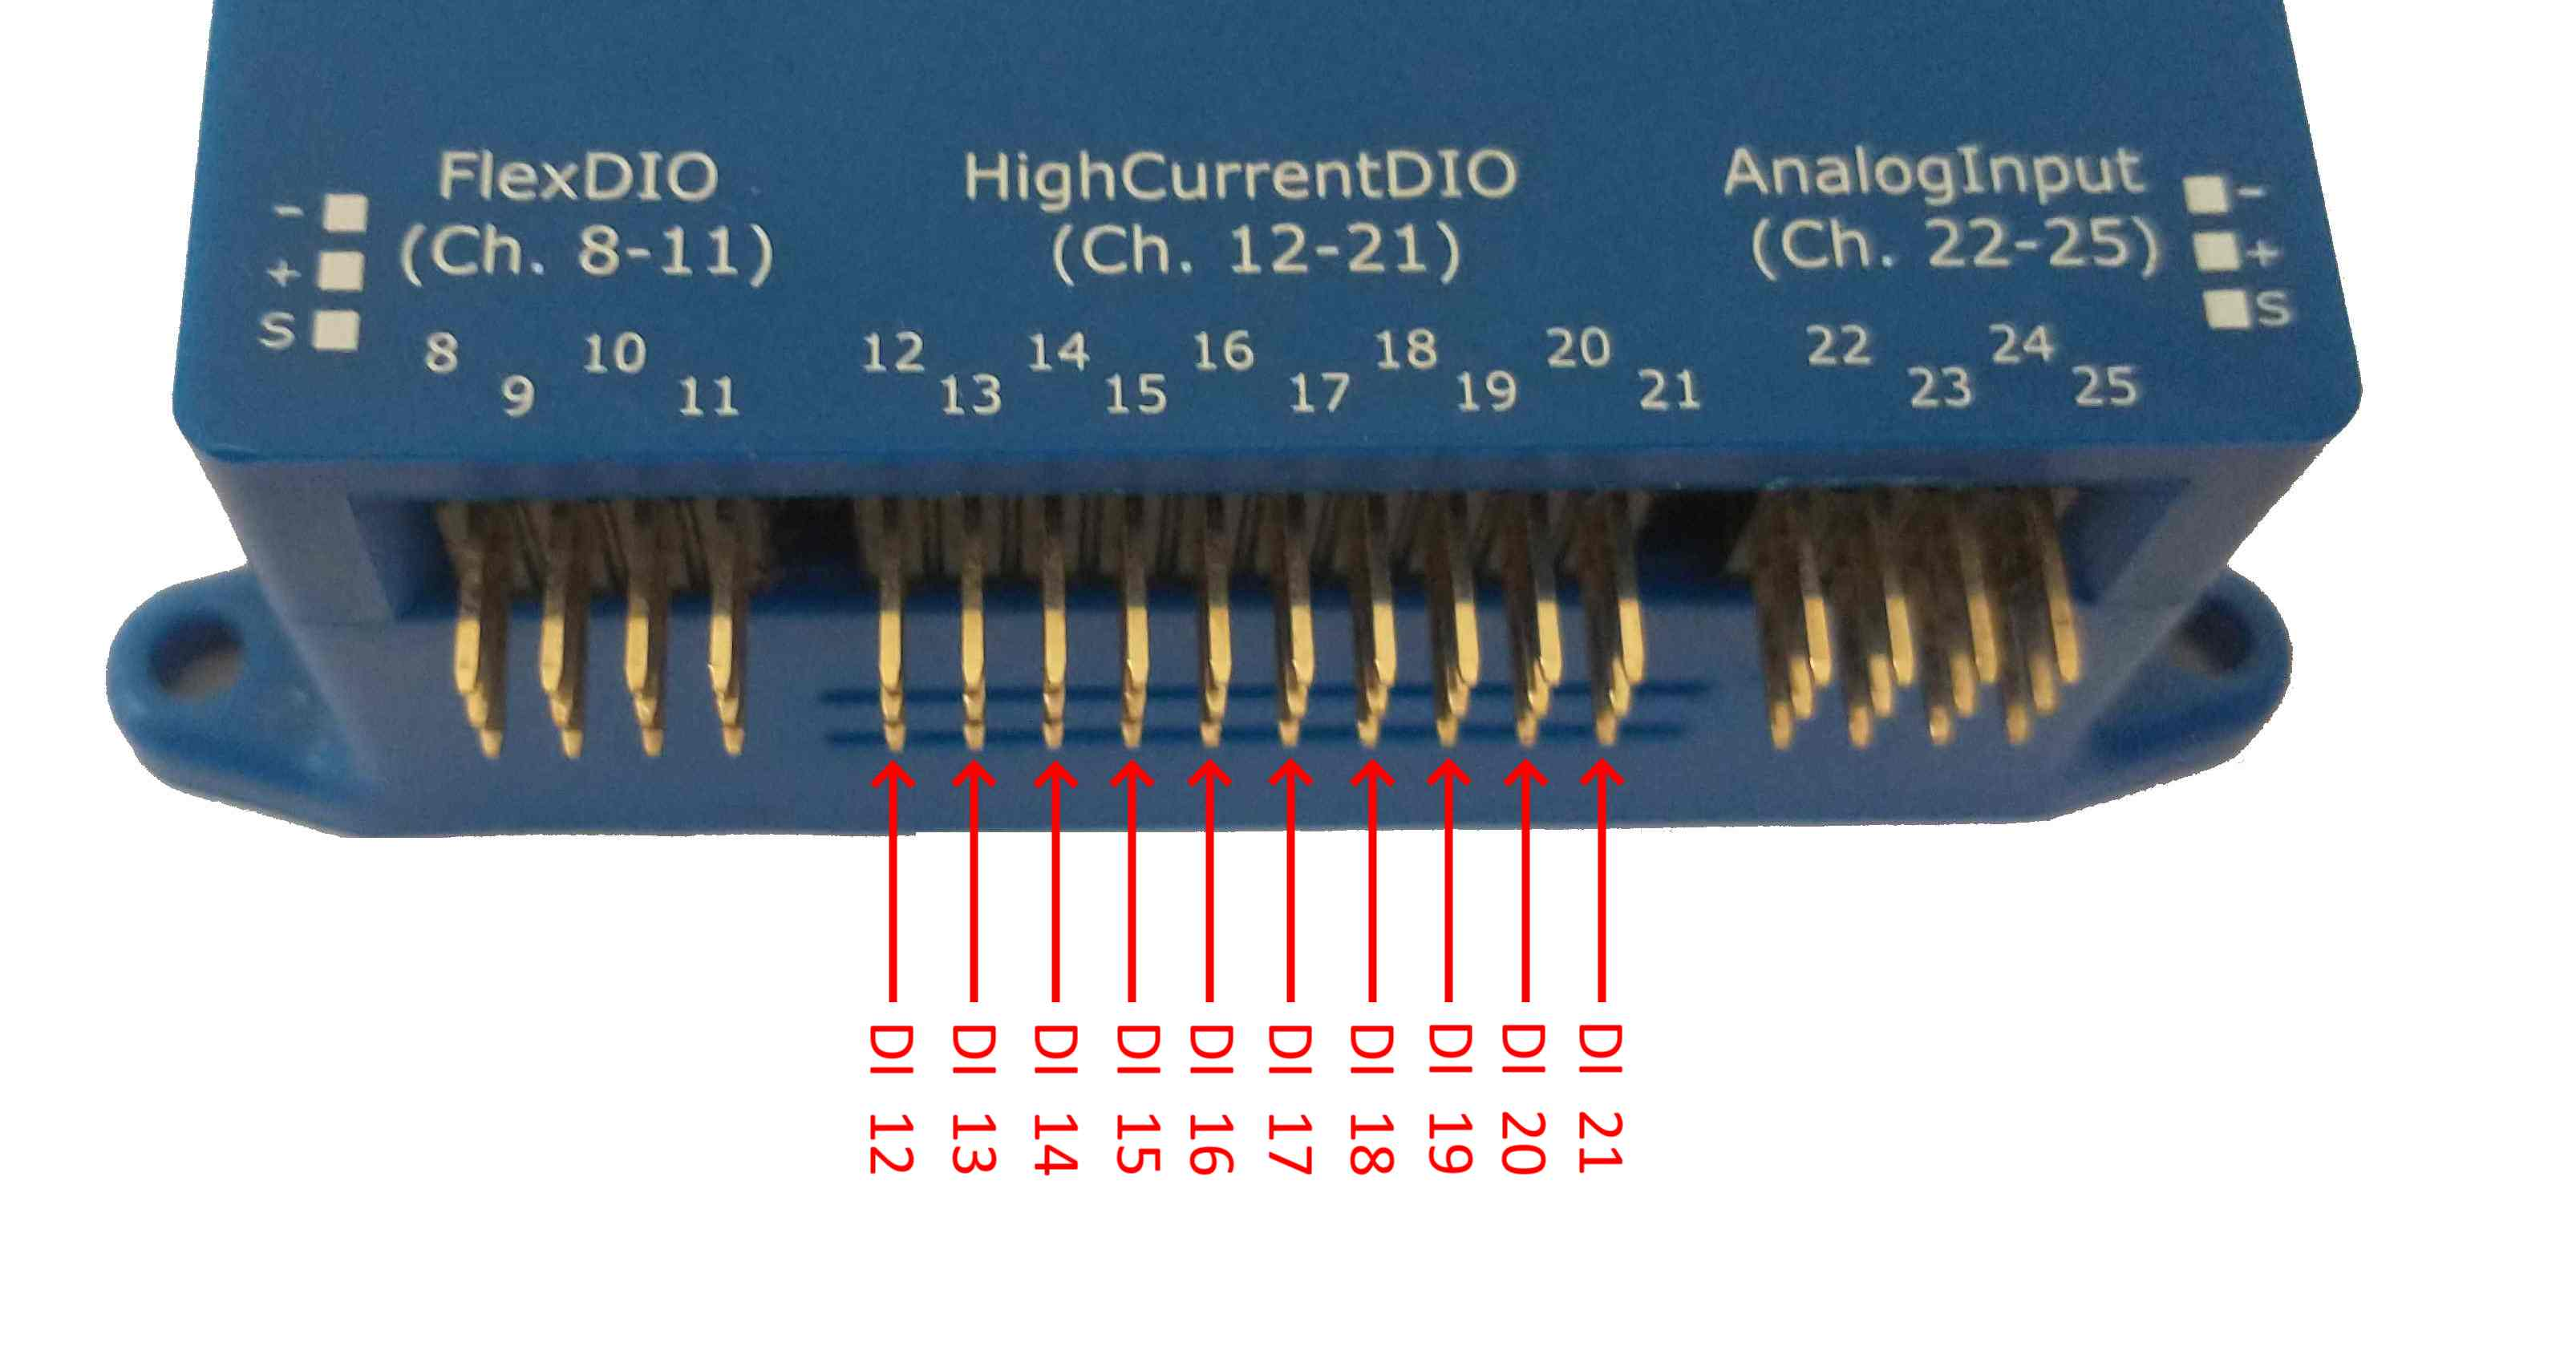 FlexDIO
(Ch. 8-11)
-
+
S
8 9 10 11
HighCurrentDIO
(Ch. 12-21)
12 13 14 15 16 17 18 19 20 21
AnalogInput
(Ch. 22-25)
-
+
S
22 23 24 25
DI 12
DI 13
DI 14
DI 15
DI 16
DI 17
DI 18
DI 19
DI 20
DI 21